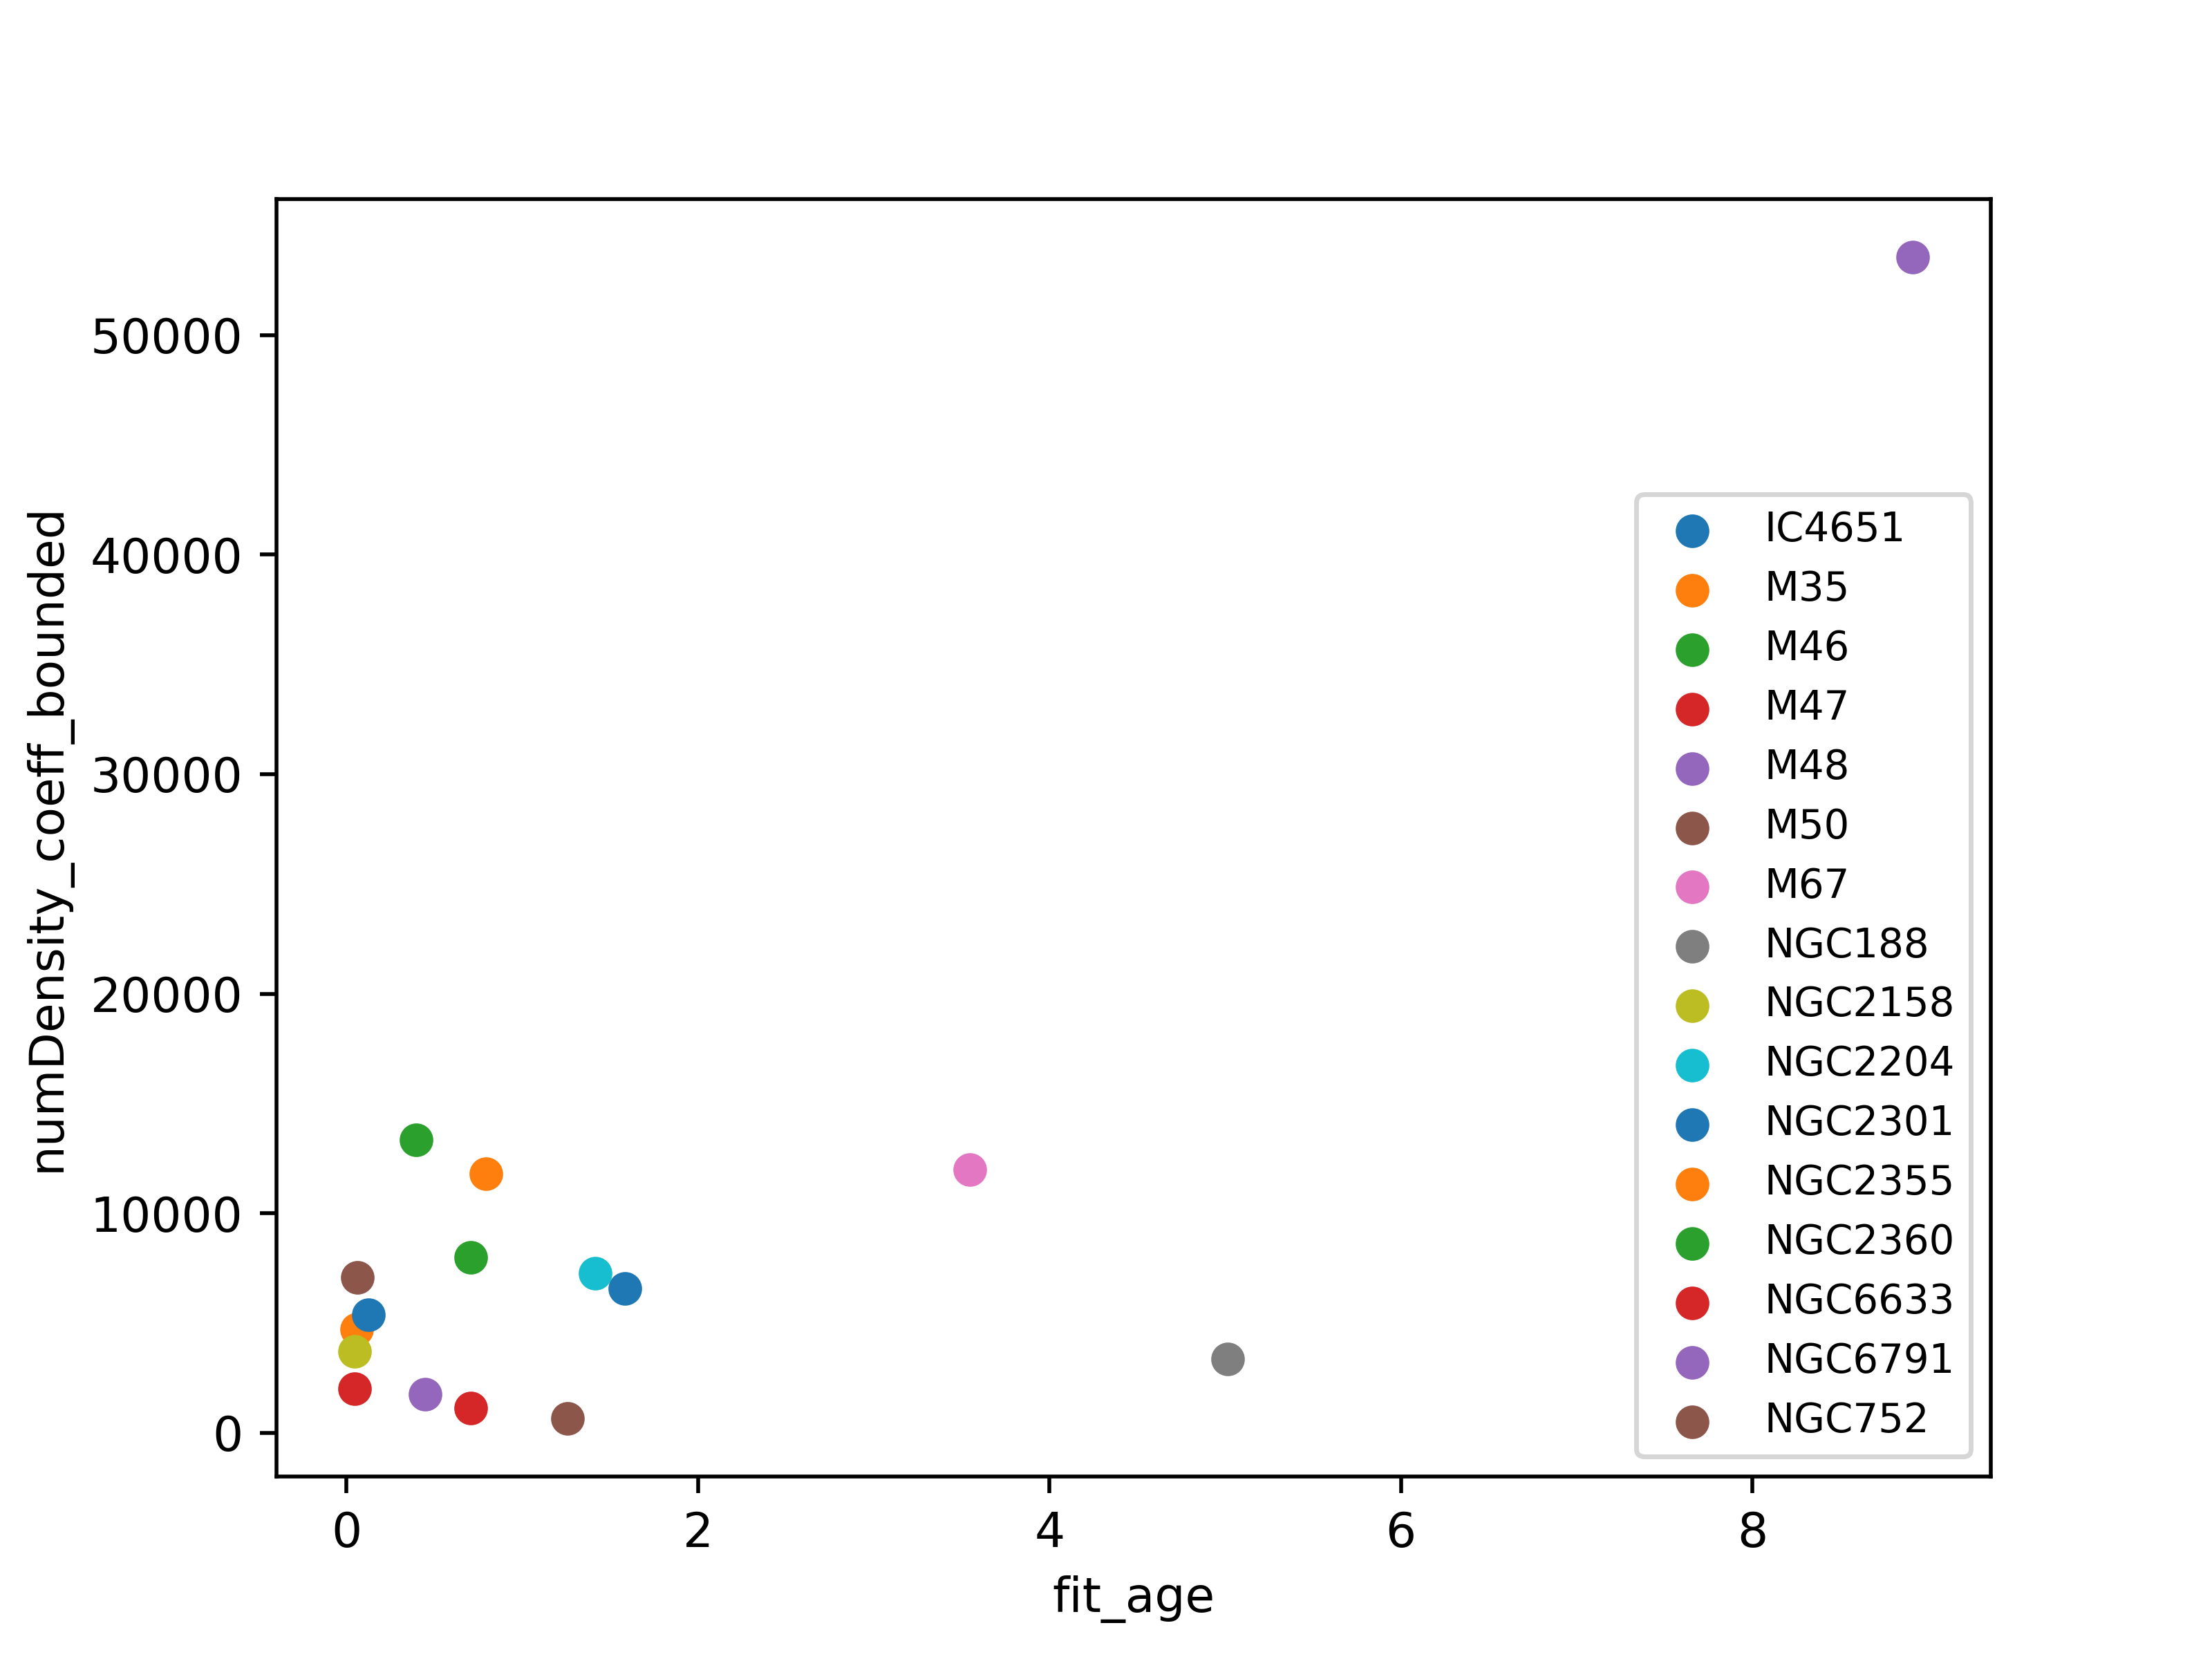 numDensity_coeff_bounded
50000
40000
30000
20000
10000
0
0 2 4 6 8
fit_age
IC4651
M35
M46
M47
M48
M50
M67
NGC188
NGC2158
NGC2204
NGC2301
NGC2355
NGC2360
NGC6633
NGC6791
NGC752